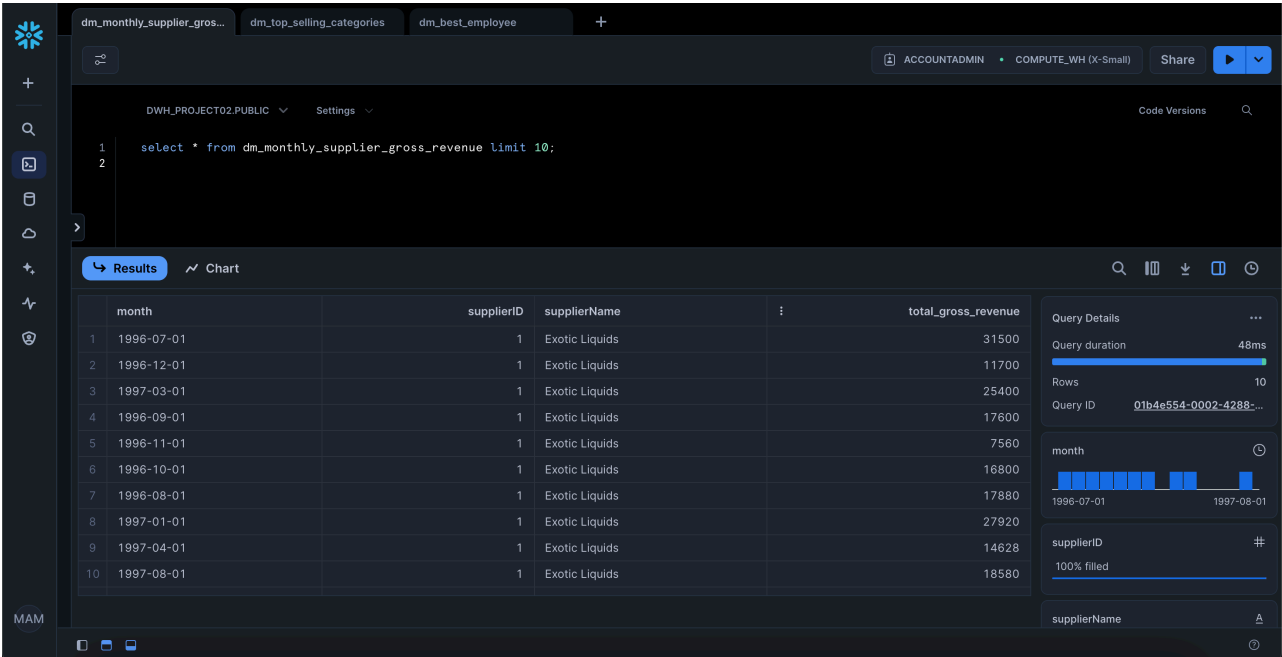 dm_monthly_supplier_gros...
dm_top_selling_categories
dm_best_employee
+
ACCOUNTADMIN • COMPUTE_WH (X-Small)
Share
DWH_PROJECT02.PUBLIC
Settings
Code Versions
1 select * from dm_monthly_supplier_gross_revenue limit 10;
2
Results
Chart
month supplierID supplierName total_gross_revenue
1 1996-07-01 1 Exotic Liquids 31500
2 1996-12-01 1 Exotic Liquids 11700
3 1997-03-01 1 Exotic Liquids 25400
4 1996-09-01 1 Exotic Liquids 17600
5 1996-11-01 1 Exotic Liquids 7560
6 1996-10-01 1 Exotic Liquids 16800
7 1996-08-01 1 Exotic Liquids 17880
8 1997-01-01 1 Exotic Liquids 27920
9 1997-04-01 1 Exotic Liquids 14628
10 1997-08-01 1 Exotic Liquids 18580
Query Details ...
Query duration 48ms
Rows 10
Query ID 01b4e554-0002-4288-...
month
1996-07-01 1997-08-01
supplierID #
100% filled
supplierName A
MAM